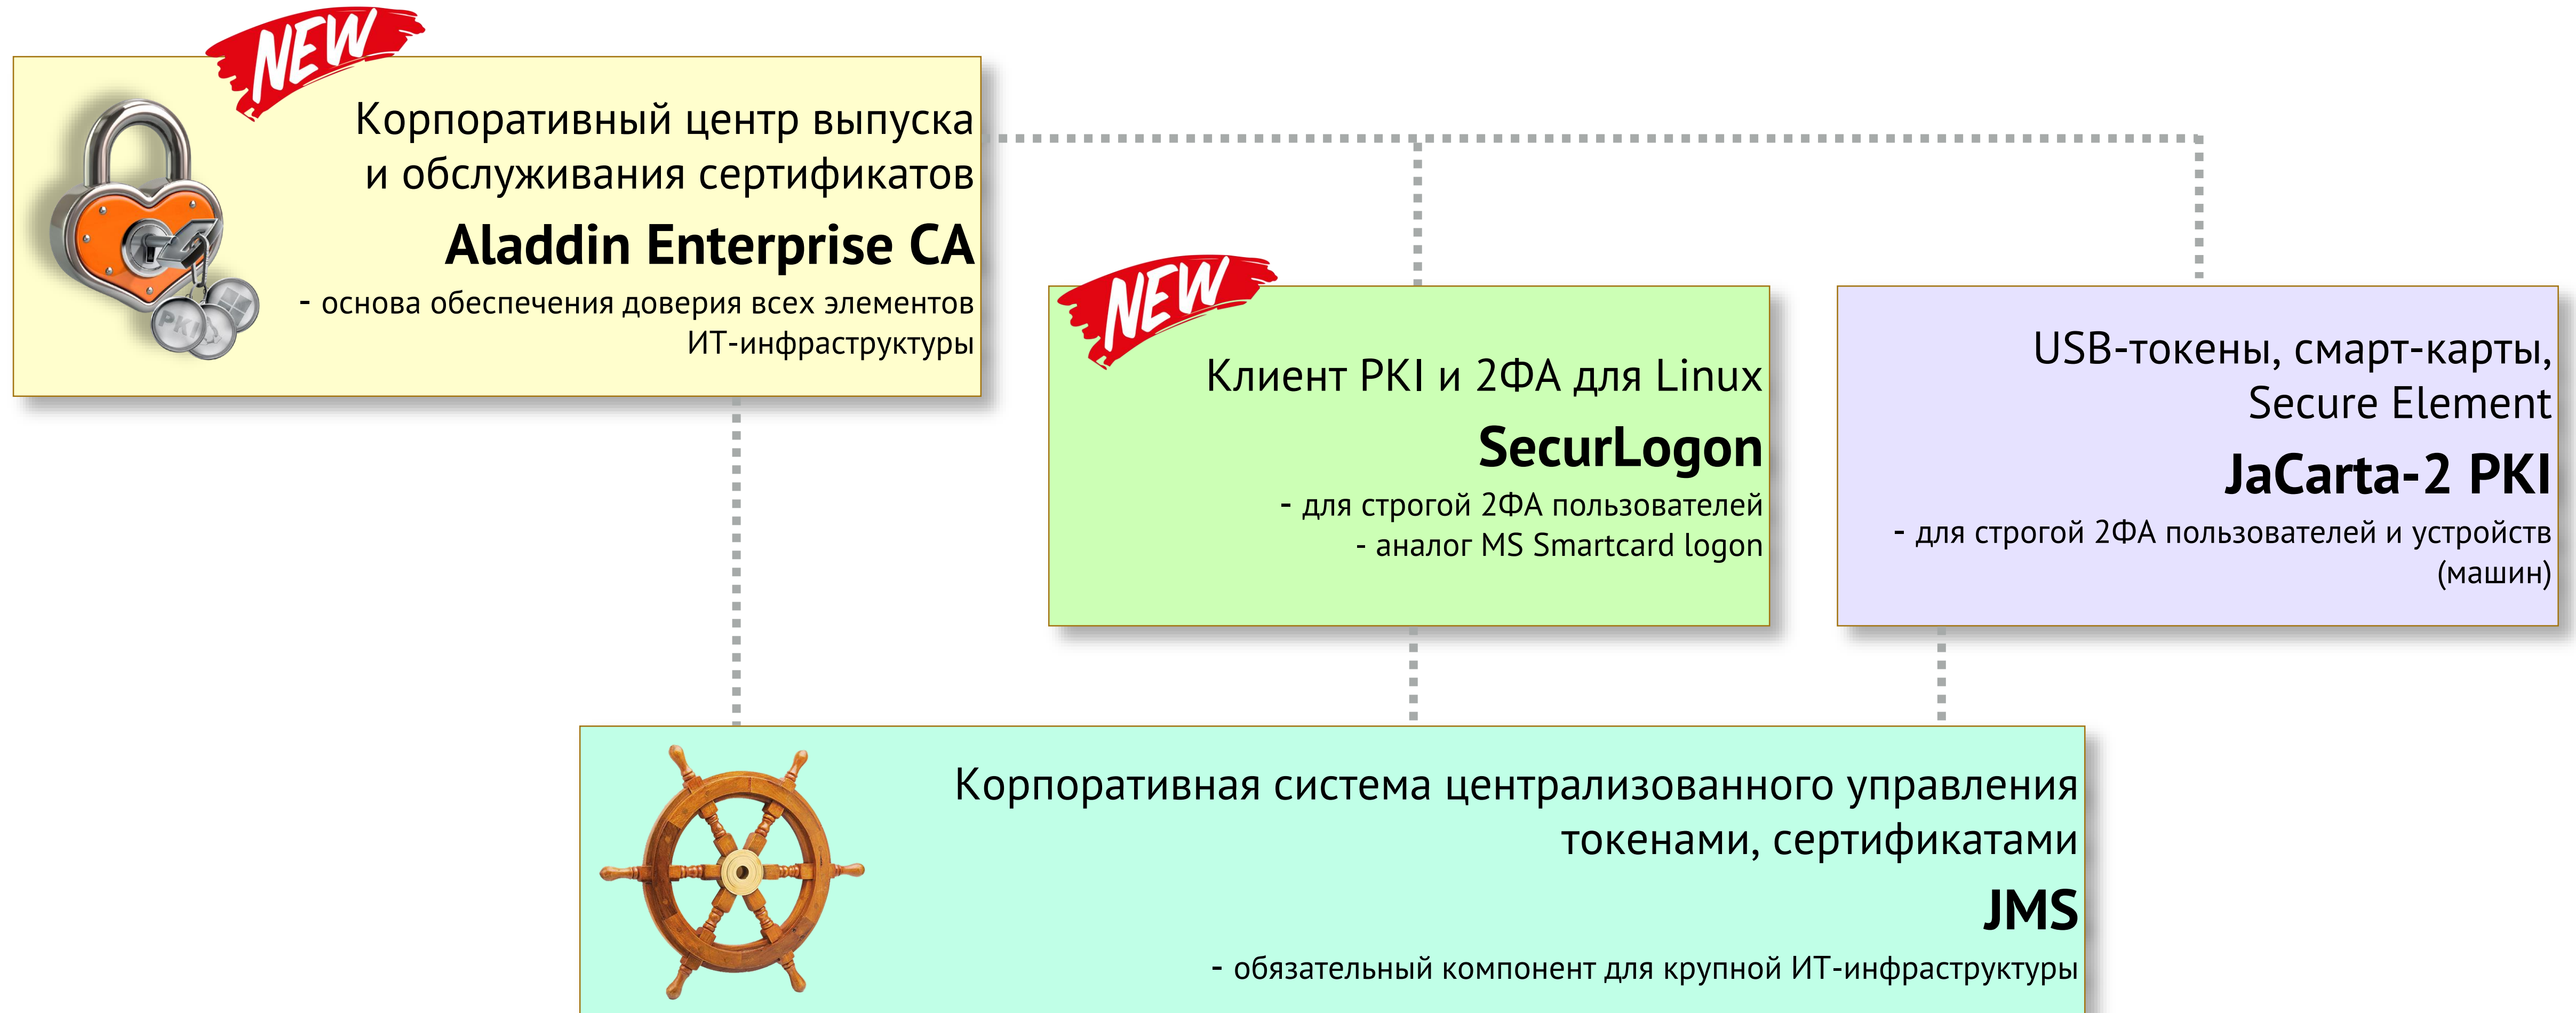 NEW
Корпоративный центр выпуска
и обслуживания сертификатов
Aladdin Enterprise CA
- основа обеспечения доверия всех элементов
ИТ-инфраструктуры
PKI
NEW
Клиент PKI и 2ФА для Linux
SecurLogon
- для строгой 2ФА пользователей
- аналог MS Smartcard logon
USB-токены, смарт-карты,
Secure Element
JaCarta-2 PKI
- для строгой 2ФА пользователей и устройств
(машин)
Корпоративная система централизованного управления
токенами, сертификатами
JMS
- обязательный компонент для крупной ИТ-инфраструктуры